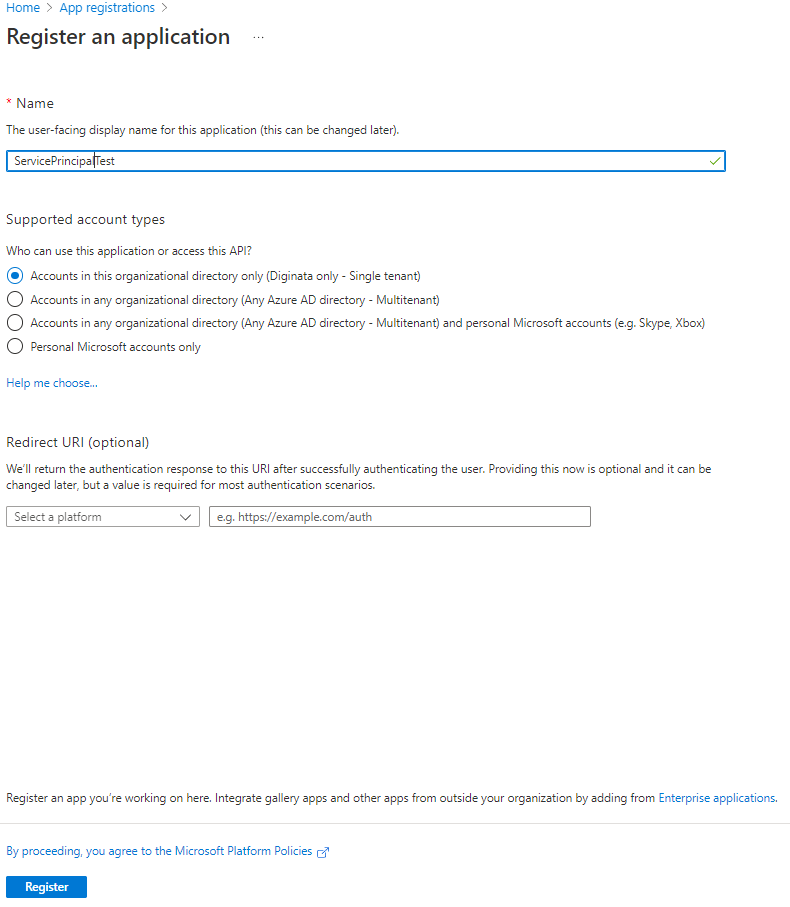 Home > App registrations >
Register an application ...
* Name
The user-facing display name for this application (this can be changed later).
ServicePrincipalTest
Supported account types
Who can use this application or access this API?
Accounts in this organizational directory only (Diginata only - Single tenant)
Accounts in any organizational directory (Any Azure AD directory - Multitenant)
Accounts in any organizational directory (Any Azure AD directory - Multitenant) and personal Microsoft accounts (e.g. Skype, Xbox)
Personal Microsoft accounts only
Help me choose...
Redirect URI (optional)
We'll return the authentication response to this URI after successfully authenticating the user. Providing this now is optional and it can be
changed later, but a value is required for most authentication scenarios.
Select a platform e.g. https://example.com/auth
Register an app you're working on here. Integrate gallery apps and other apps from outside your organization by adding from Enterprise applications.
By proceeding, you agree to the Microsoft Platform Policies
Register